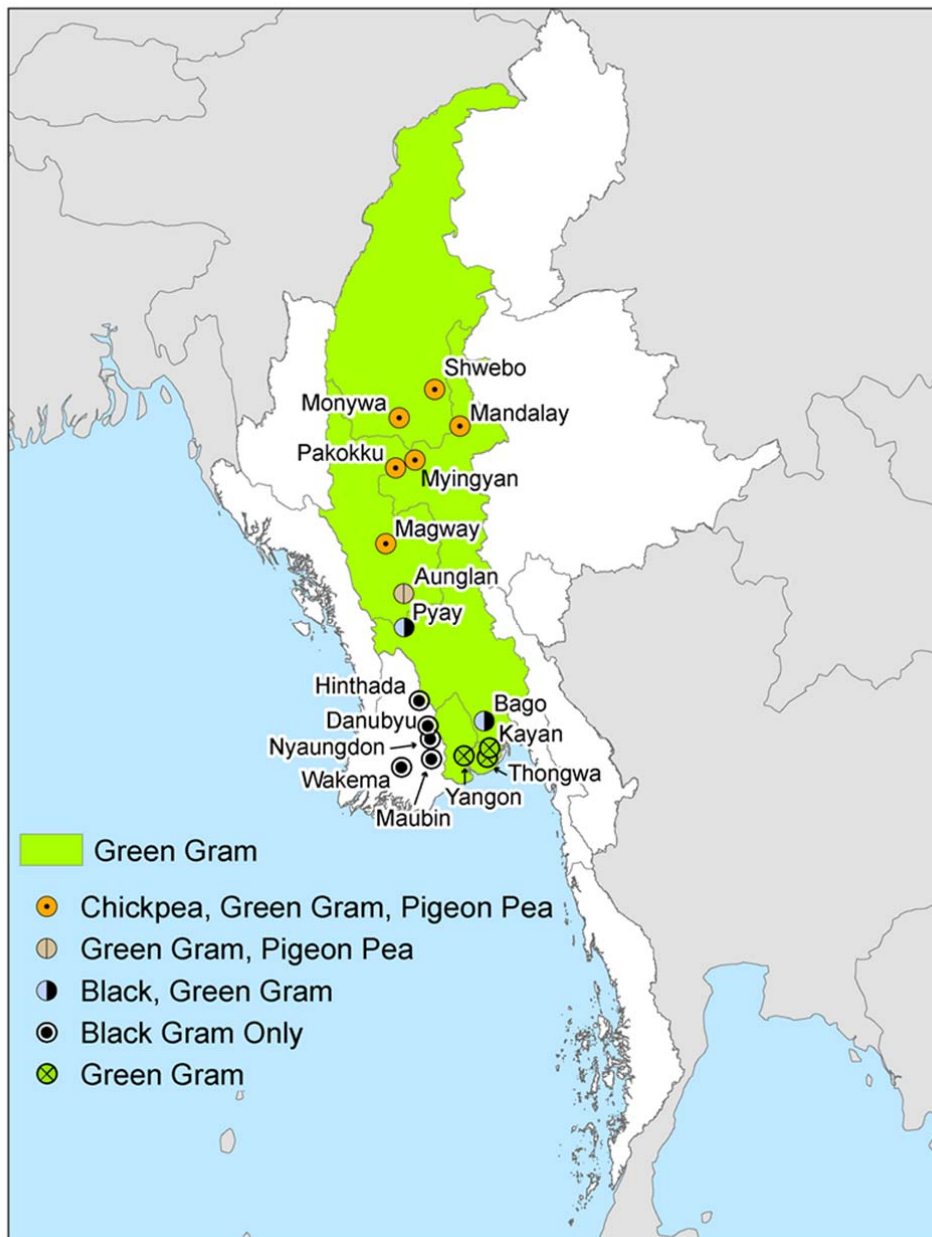 Shwebo
Monywa
Mandalay
Pakokku
Myingyan
Magway
Aunglan
Pyay
Hinthada
Bago
Danubyu
Kayan
Nyaungdon
Thongwa
Wakema
Yangon
Maubin
Green Gram
Chickpea, Green Gram, Pigeon Pea
Green Gram, Pigeon Pea
Black, Green Gram
Black Gram Only
Green Gram